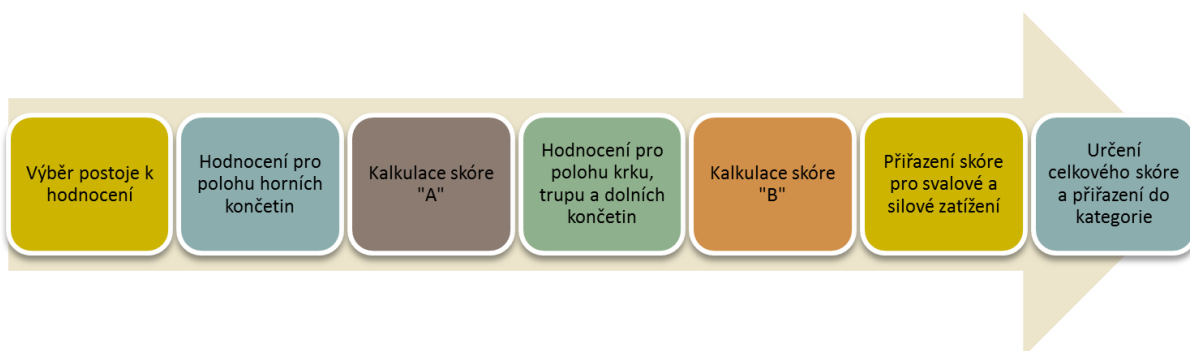 Výběr postoje k
hodnocení
Hodnocení pro
polohu horních
končetin
Kalkulace skóre
"A"
Hodnocení pro
polohu krku,
trupu a dolních
končetin
Kalkulace skóre
"B"
Přiřazení skóre
pro svalové a
silové zatížení
Určení
celkového skóre
a přiřazení do
kategorie